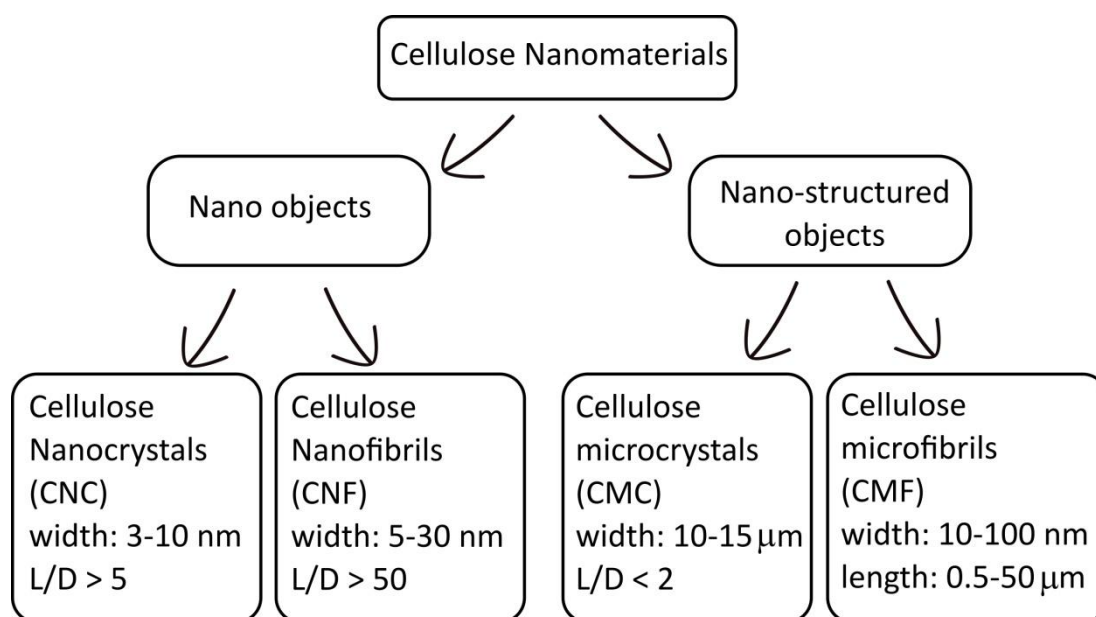 Cellulose Nanomaterials
Nano objects
Nano-structured
objects
Cellulose
Nanocrystals
(CNC)
width: 3-10 nm
L/D > 5
Cellulose
Nanofibrils
(CNF)
width: 5-30 nm
L/D > 50
Cellulose
microcrystals
(CMC)
width: 10-15 μm
L/D < 2
Cellulose
microfibrils
(CMF)
width: 10-100 nm
length: 0.5-50 μm